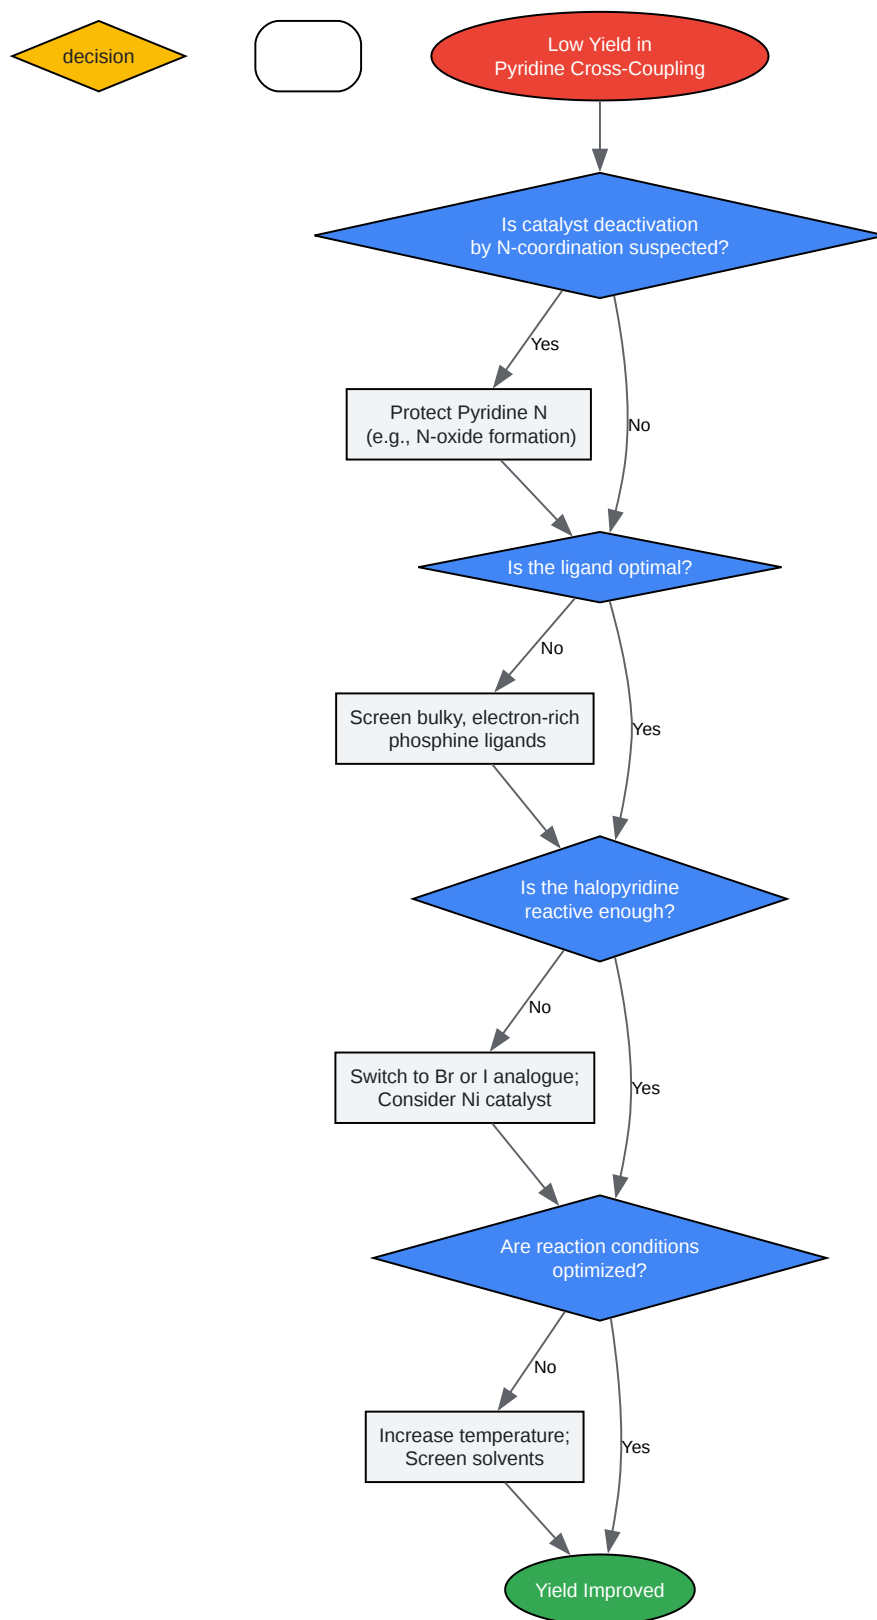 decision
Low Yield in
Pyridine Cross-Coupling
Is catalyst deactivation
by N-coordination suspected?
Yes
Protect Pyridine N
(e.g., N-oxide formation)
No
Is the ligand optimal?
No
Screen bulky, electron-rich
phosphine ligands
Yes
Is the halopyridine
reactive enough?
No
Switch to Br or I analogue;
Consider Ni catalyst
Yes
Are reaction conditions
optimized?
No
Increase temperature;
Screen solvents
Yes
Yield Improved